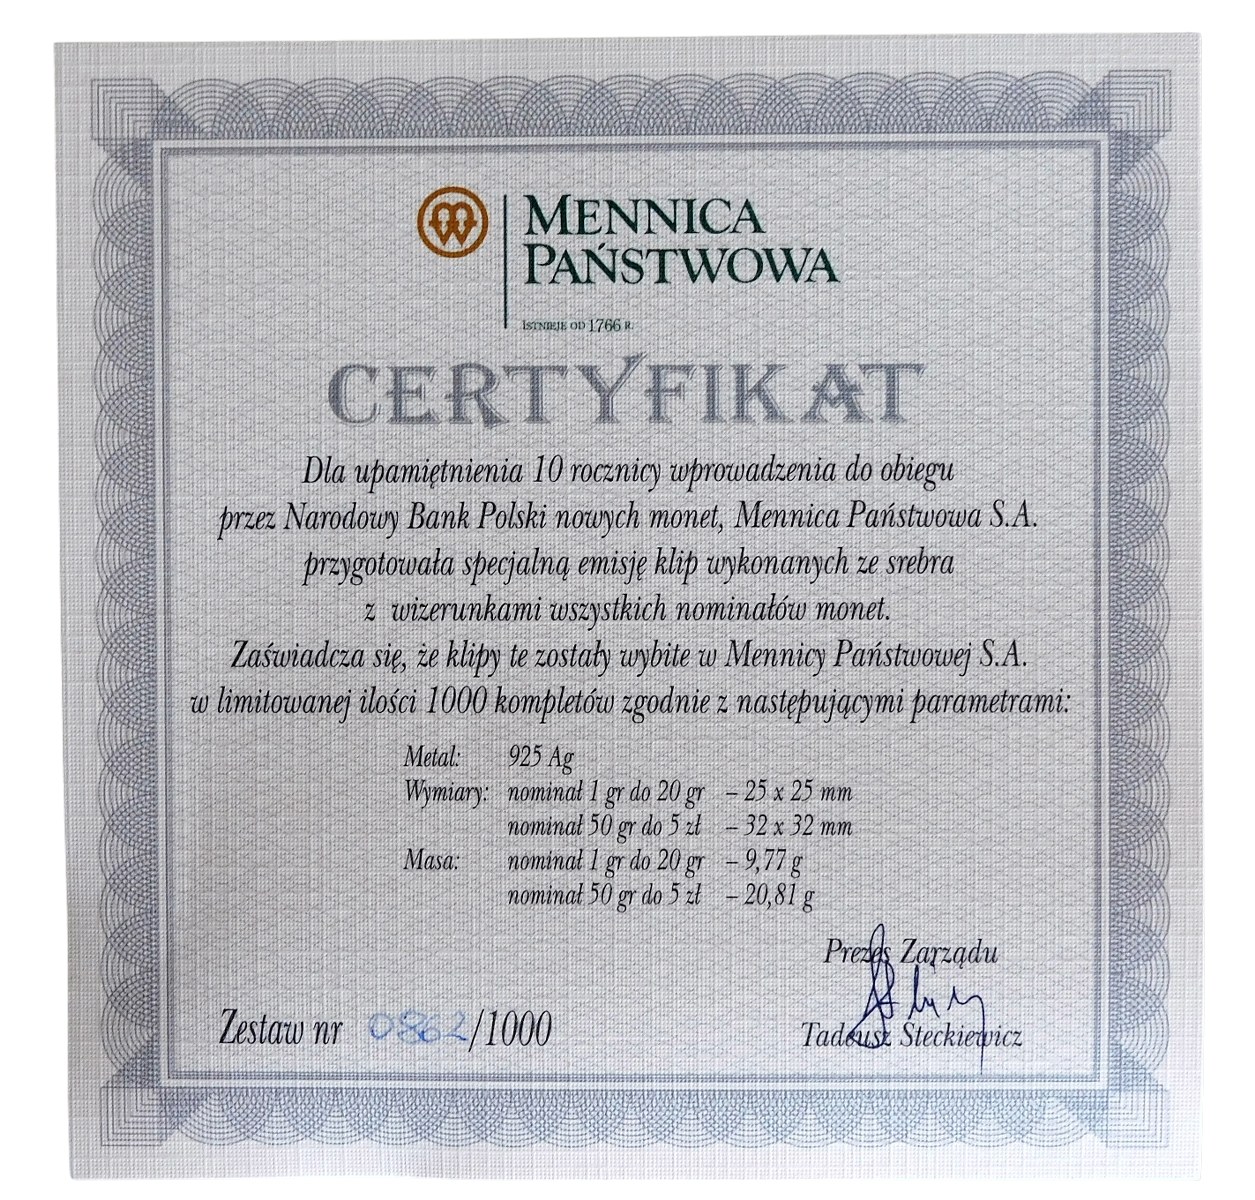 MENNICA
PAŃSTWOWA
ISTNIEJE OD 1766 R.
CERTYFIKAT
Dla upamiętnienia 10 rocznicy wprowadzenia do obiegu
przez Narodowy Bank Polski nowych monet, Mennica Państwowa S.A.
przygotowała specjalną emisję klip wykonanych ze srebra
z wizerunkami wszystkich nominałów monet.
Zaświadcza się, że klipy te zostały wybite w Mennicy Państwowej S.A.
w limitowanej ilości 1000 kompletów zgodnie z następującymi parametrami:
Metal: 925 Ag
Wymiary: nominał 1 gr do 20 gr – 25 x 25 mm
nominał 50 gr do 5 zł – 32 x 32 mm
Masa: nominał 1 gr do 20 gr – 9,77 g
nominał 50 gr do 5 zł – 20,81 g
Prezes Zarządu
Tadeusz Steckiewicz
Zestaw nr 0862/1000